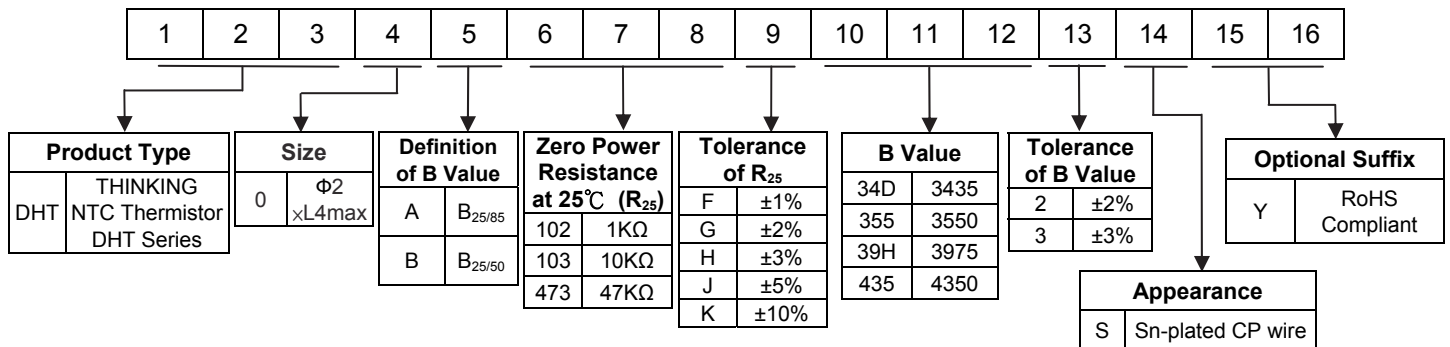 1 2 3 4 5 6 7 8 9 10 11 12 13 14 15 16
Product Type
DHT THINKING NTC Thermistor DHT Series
Size
0 Φ2 ×L4max
Definition of B Value
A B25/85
B B25/50
Zero Power Resistance at 25℃ (R25)
102 1KΩ
103 10KΩ
473 47KΩ
Tolerance of R25
F ±1%
G ±2%
H ±3%
J ±5%
K ±10%
B Value
34D 3435
355 3550
39H 3975
435 4350
Tolerance of B Value
2 ±2%
3 ±3%
Appearance
S Sn-plated CP wire
Optional Suffix
Y RoHS Compliant